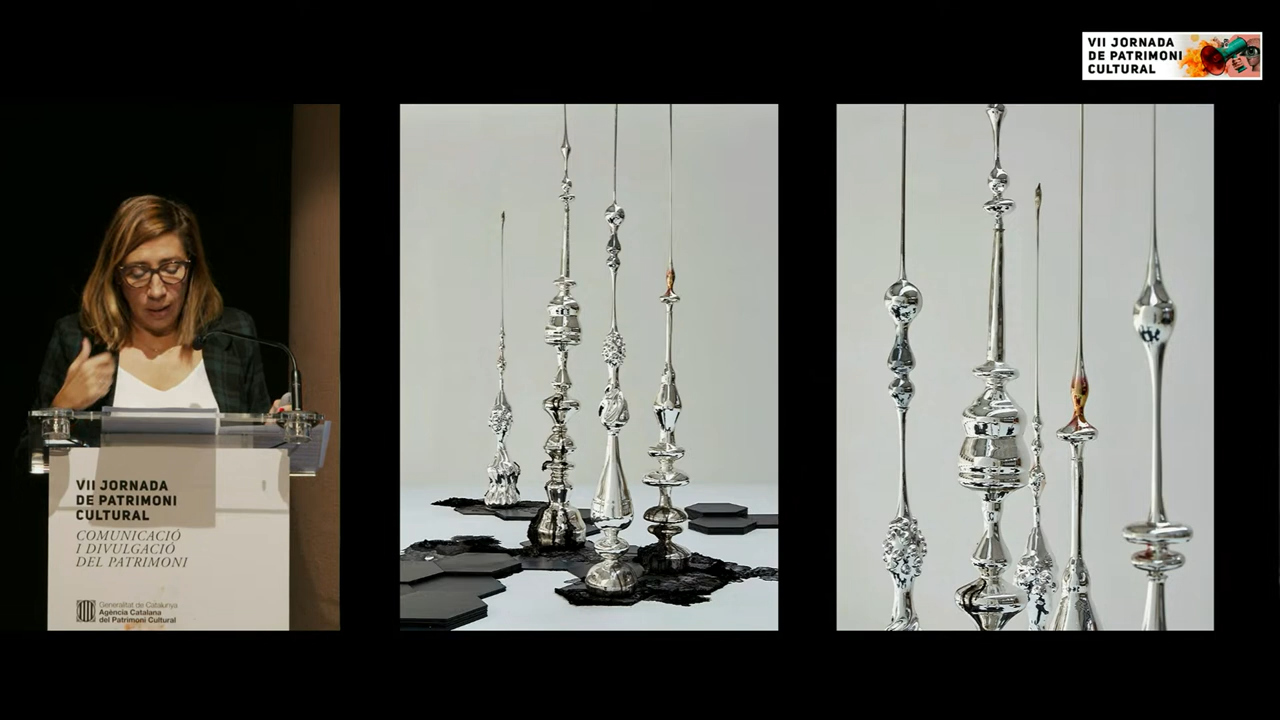 VII JORNADA
DE PATRIMONI
CULTURAL
VII JORNADA
DE PATRIMONI
CULTURAL
COMUNICACIÓ
I DIVULGACIÓ
DEL PATRIMONI
Generalitat de Catalunya
Agència Catalana
del Patrimoni Cultural